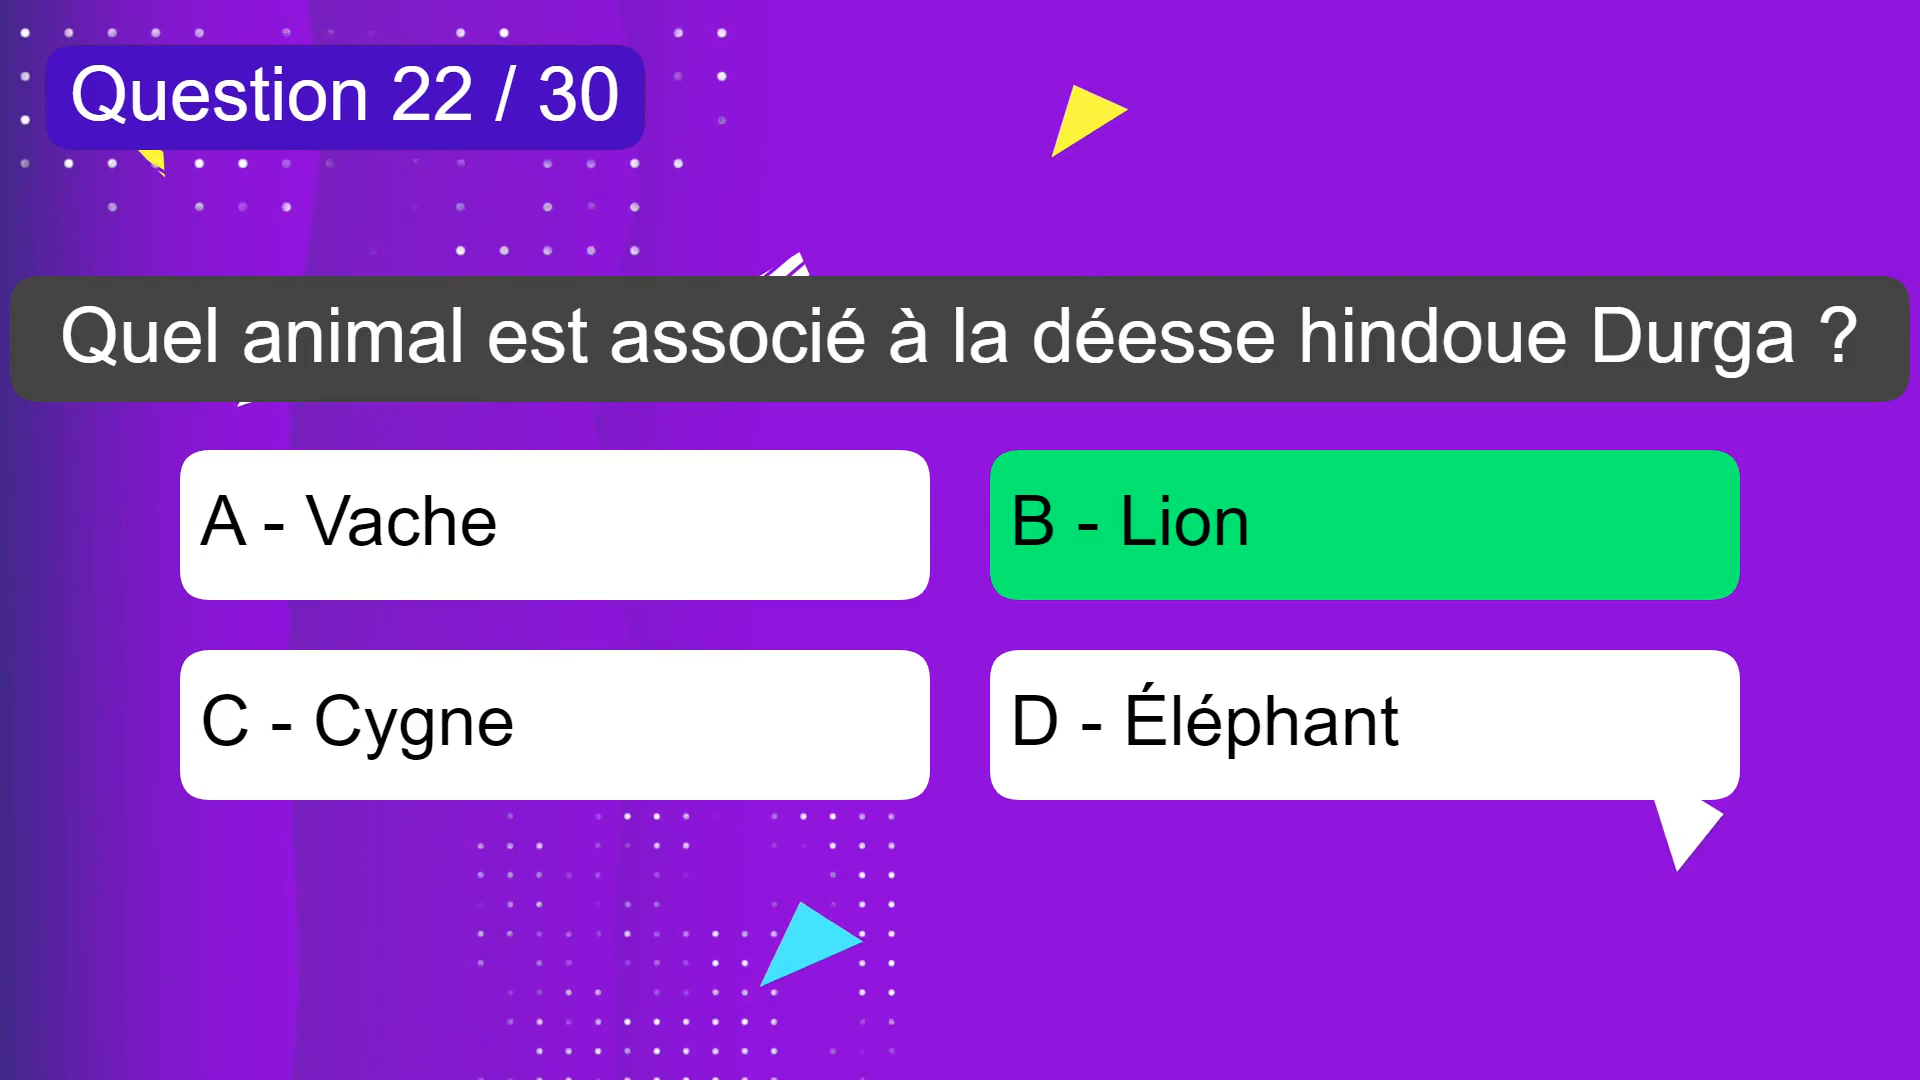 Question 22 / 30
Quel animal est associé à la déesse hindoue Durga ?
A - Vache
B - Lion
C - Cygne
D - Éléphant